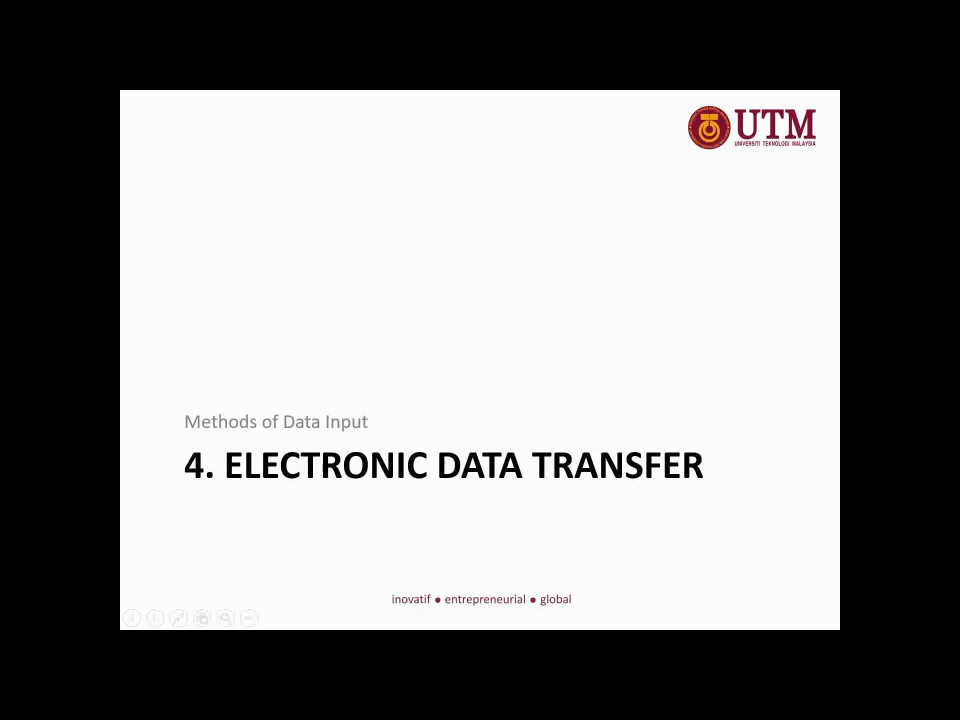 UTM
UNIVERSITI TEKNOLOGI MALAYSIA
Methods of Data Input
4. ELECTRONIC DATA TRANSFER
inovatif ● entrepreneurial ● global